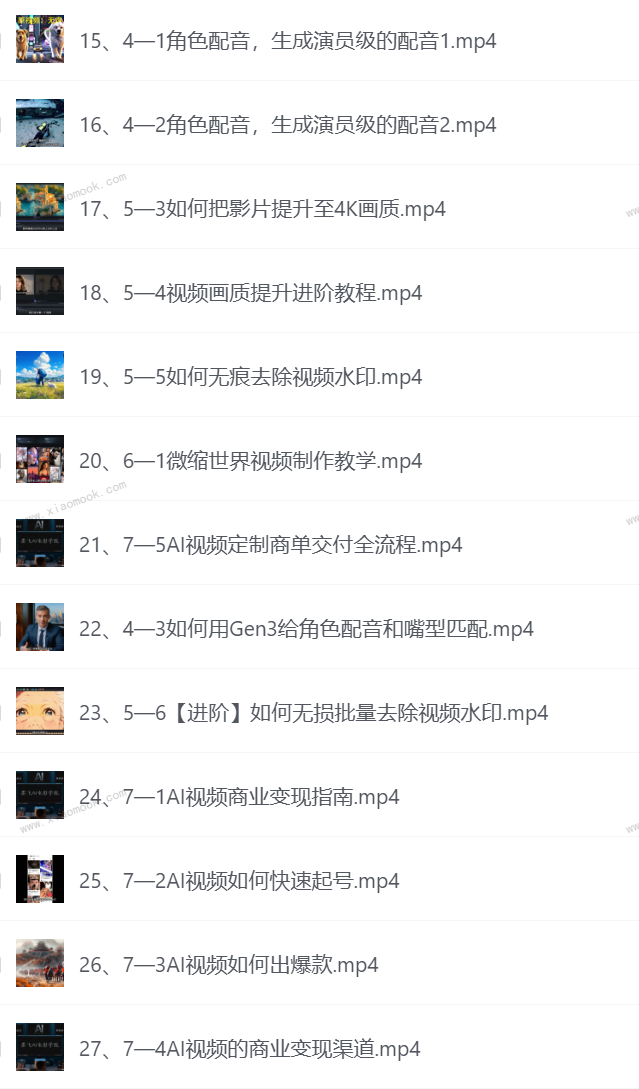 15、4—1角色配音，生成演员级的配音1.mp4
16、4—2角色配音，生成演员级的配音2.mp4
17、5—3如何把影片提升至4K画质.mp4
18、5—4视频画质提升进阶教程.mp4
19、5—5如何无痕去除视频水印.mp4
20、6—1微缩世界视频制作教学.mp4
www.xiaomook.com
21、7—5AI视频定制商单交付全流程.mp4
22、4—3如何用Gen3给角色配音和嘴型匹配.mp4
23、5—6【进阶】如何无损批量去除视频水印.mp4
24、7—1AI视频商业变现指南.mp4
www.xiaomook.com
25、7—2AI视频如何快速起号.mp4
26、7—3AI视频如何出爆款.mp4
27、7—4AI视频的商业变现渠道.mp4